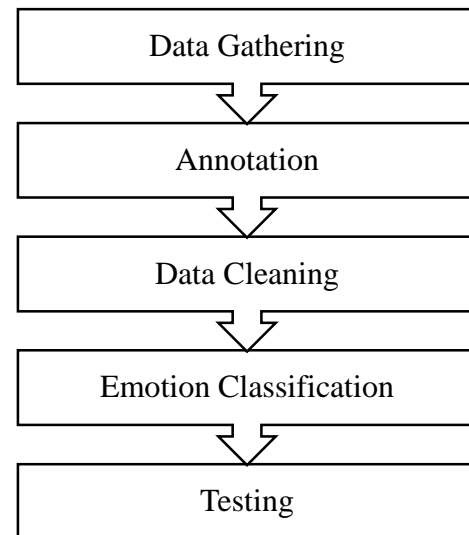 Data Gathering
Annotation
Data Cleaning
Emotion Classification
Testing